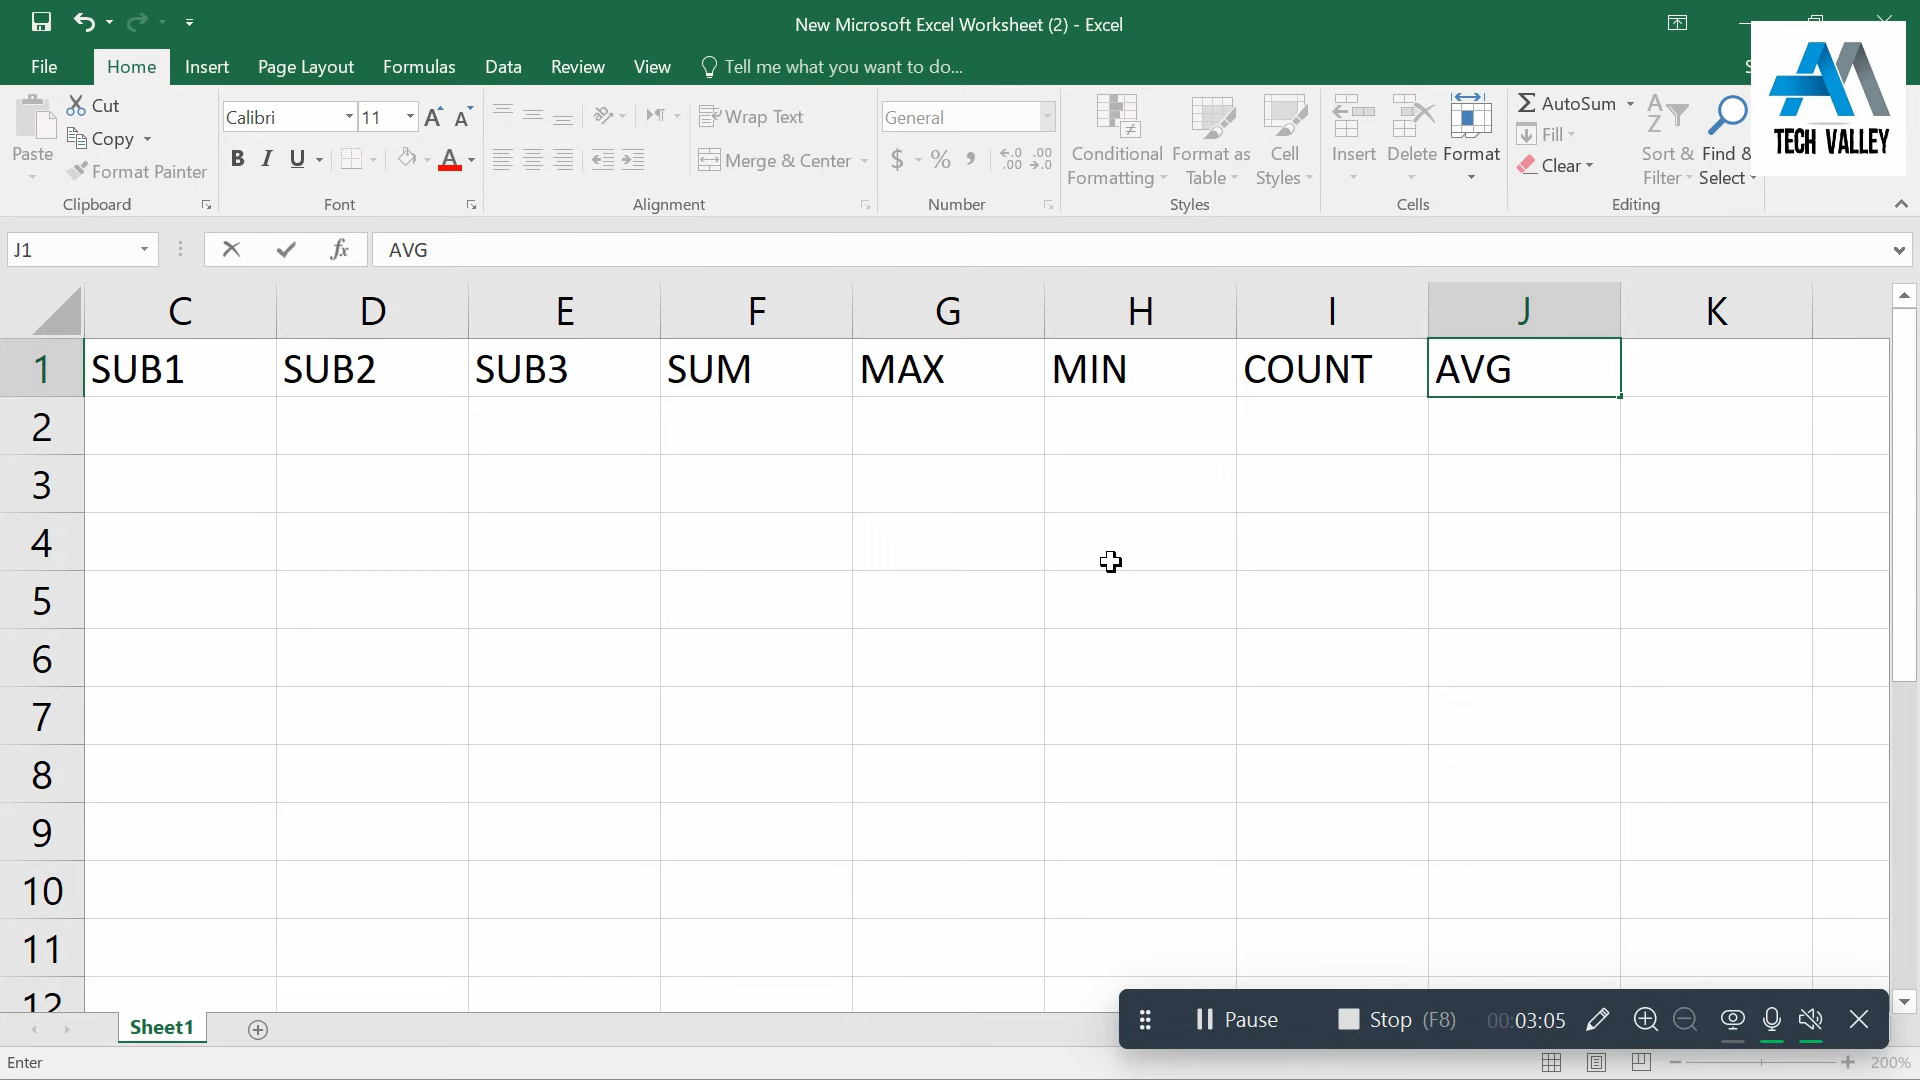 New Microsoft Excel Worksheet (2) - Excel
File Home Insert Page Layout Formulas Data Review View Tell me what you want to do...
Paste Cut Copy Format Painter Clipboard
Calibri 11 B I U A Font
Wrap Text Merge & Center Alignment
General $ % Number
Conditional Formatting Format as Table Cell Styles Styles
Insert Delete Format Cells
AutoSum Fill Clear Sort & Filter Find & Select Editing
TECH VALLEY
J1 fx AVG
C D E F G H I J K
1 SUB1 SUB2 SUB3 SUM MAX MIN COUNT AVG
2
3
4
5
6
7
8
9
10
11
12
Sheet1
Pause Stop (F8) 00:03:05
Enter 200%